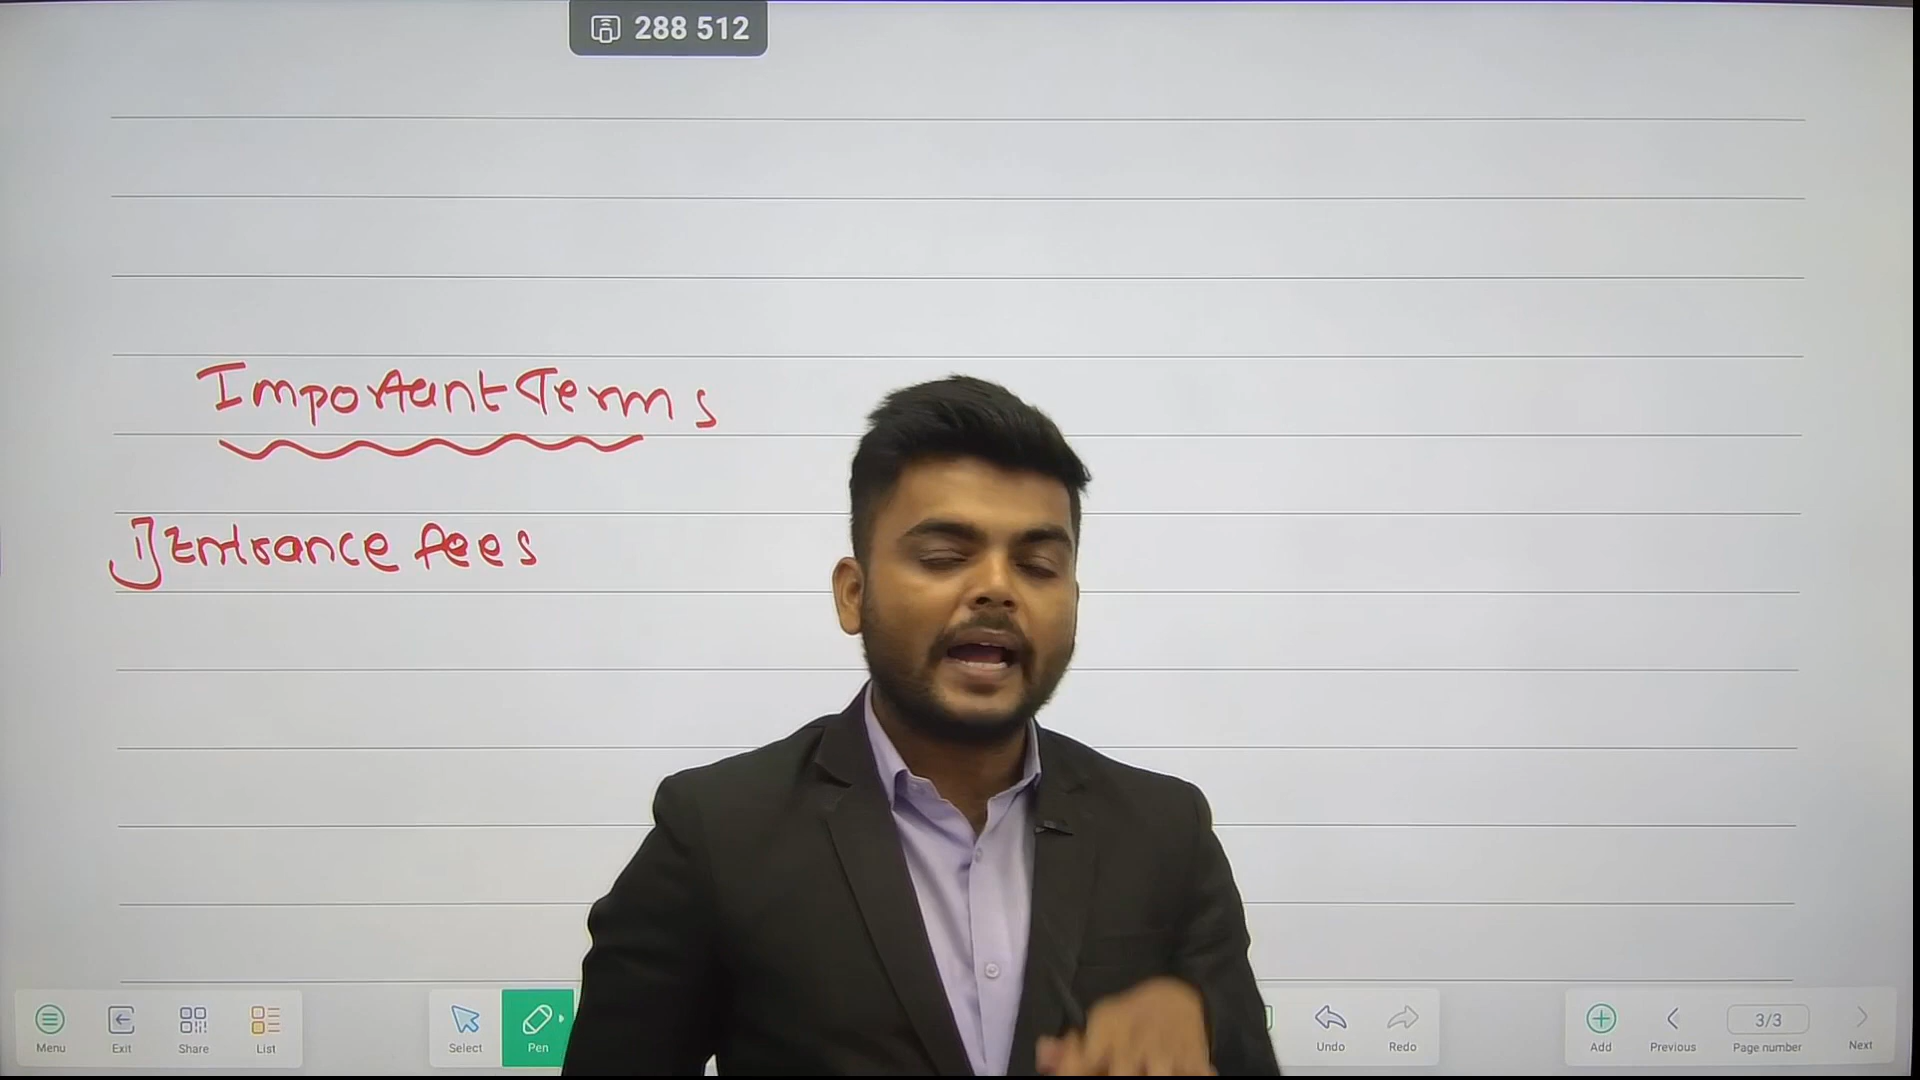 288 512
Important Terms
1] Entrance fees
Menu Exit Share List Select Pen Undo Redo Add Previous 3/3 Page number Next